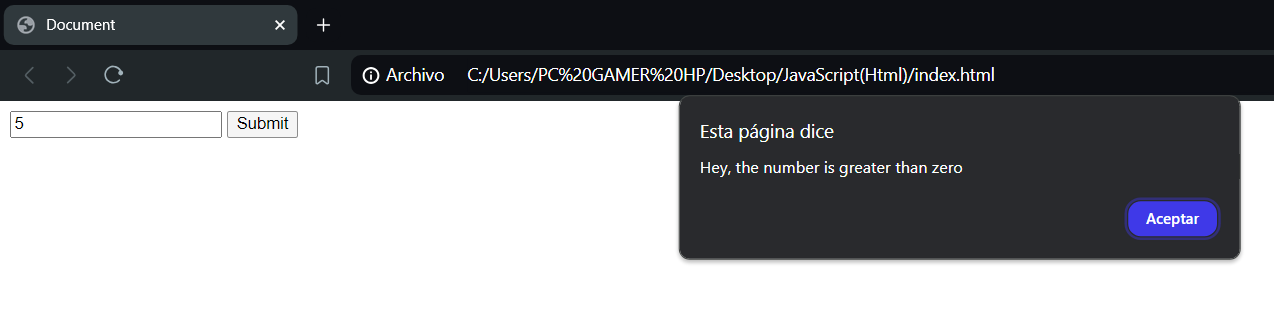 Document
Archivo C:/Users/PC%20GAMER%20HP/Desktop/JavaScript(Html)/index.html
5 Submit
Esta página dice
Hey, the number is greater than zero
Aceptar